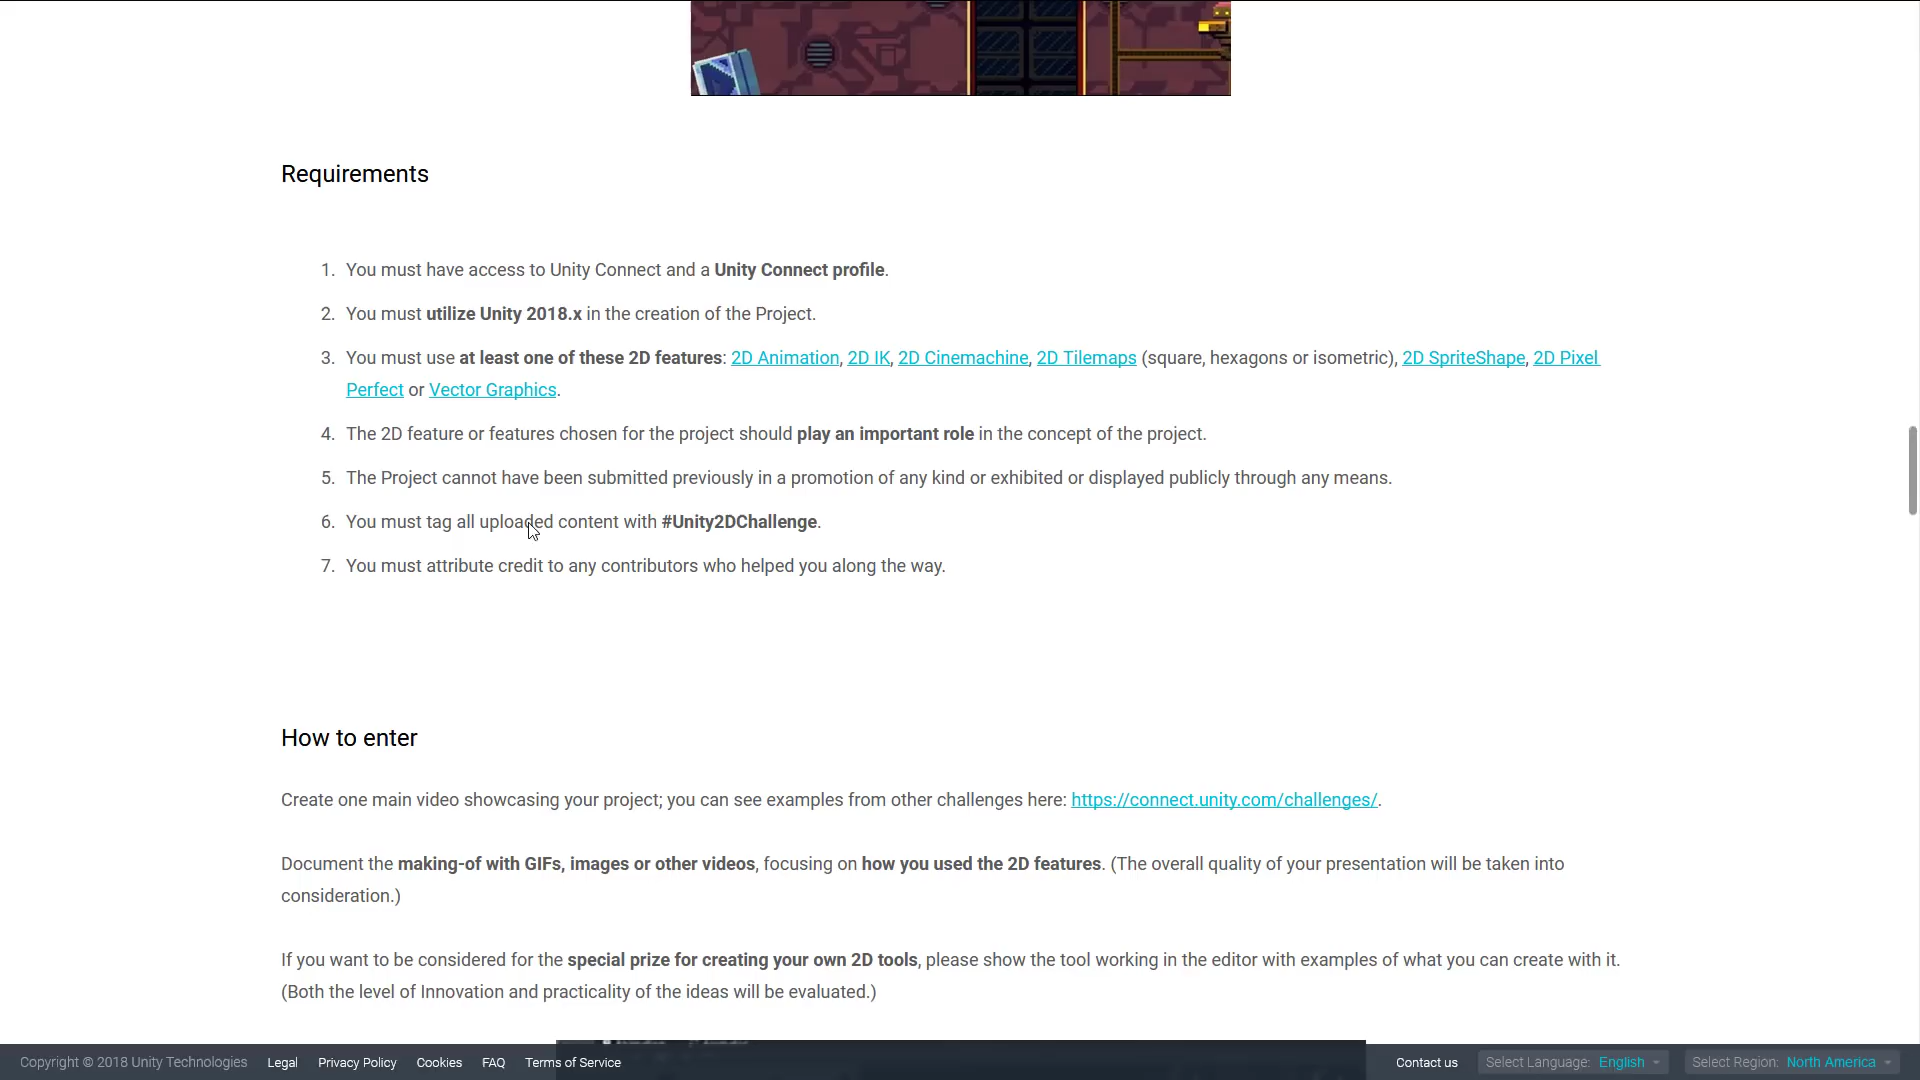 Requirements
1. You must have access to Unity Connect and a Unity Connect profile.
2. You must utilize Unity 2018.x in the creation of the Project.
3. You must use at least one of these 2D features: 2D Animation, 2D IK, 2D Cinemachine, 2D Tilemaps (square, hexagons or isometric), 2D SpriteShape, 2D Pixel
Perfect or Vector Graphics.
4. The 2D feature or features chosen for the project should play an important role in the concept of the project.
5. The Project cannot have been submitted previously in a promotion of any kind or exhibited or displayed publicly through any means.
6. You must tag all uploaded content with #Unity2DChallenge.
7. You must attribute credit to any contributors who helped you along the way.
How to enter
Create one main video showcasing your project; you can see examples from other challenges here: https://connect.unity.com/challenges/.
Document the making-of with GIFs, images or other videos, focusing on how you used the 2D features. (The overall quality of your presentation will be taken into
consideration.)
If you want to be considered for the special prize for creating your own 2D tools, please show the tool working in the editor with examples of what you can create with it.
(Both the level of Innovation and practicality of the ideas will be evaluated.)
Copyright © 2018 Unity Technologies Legal Privacy Policy Cookies FAQ Terms of Service Contact us Select Language: English Select Region: North America